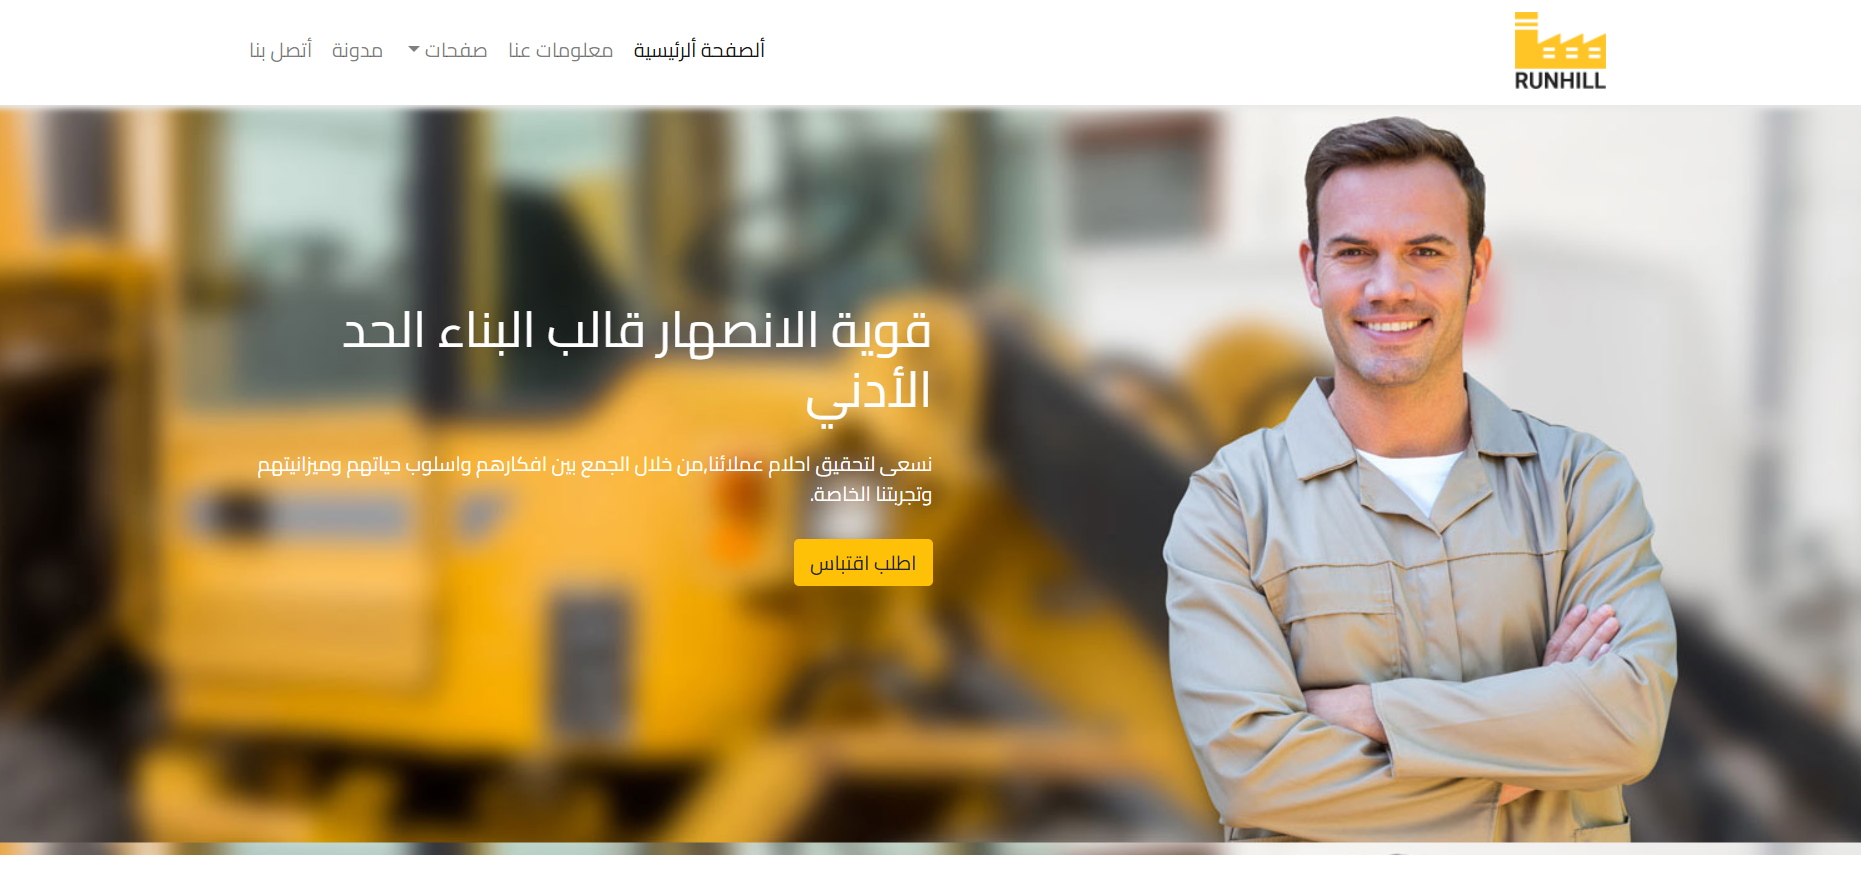 RUNHILL
ألصفحة ألرئيسية
معلومات عنا
صفحات
مدونة
أتصل بنا
قوية الانصهار قالب البناء الحد
الأدني
نسعى لتحقيق احلام عملائنا,من خلال الجمع بين افكارهم واسلوب حياتهم وميزانيتهم
وتجربتنا الخاصة.
اطلب اقتباس